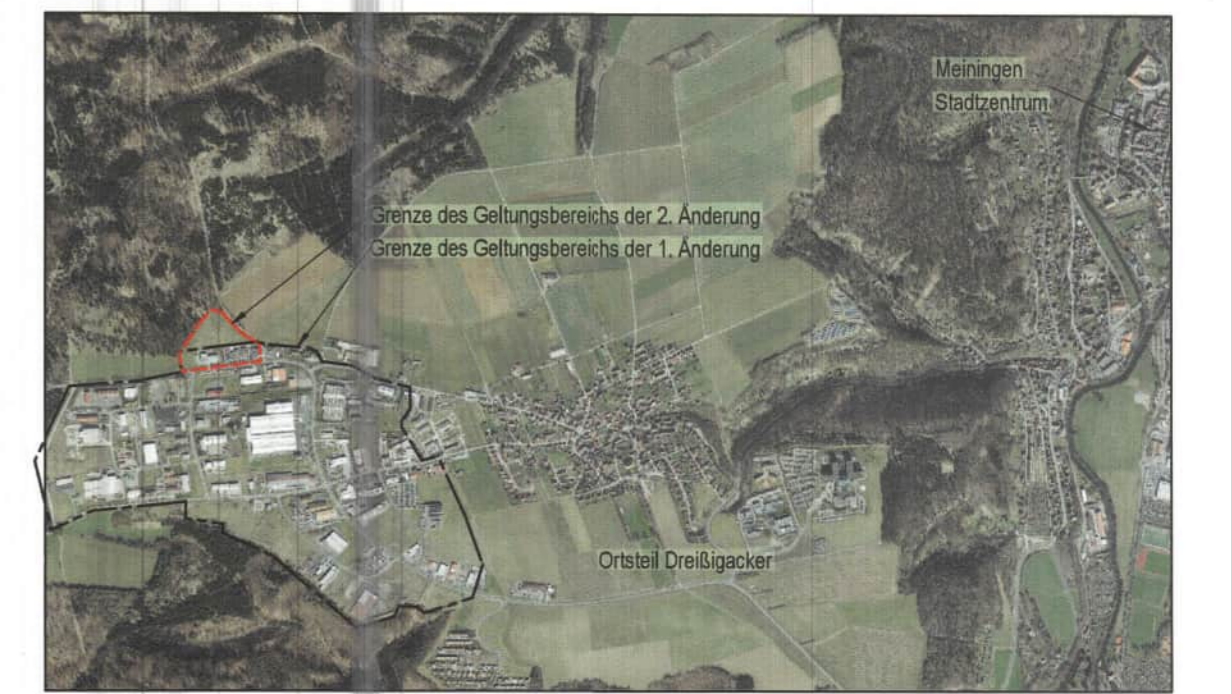 Meiningen
Stadtzentrum
Grenze des Geltungsbereichs der 2. Änderung
Grenze des Geltungsbereichs der 1. Änderung
Ortsteil Dreißigacker